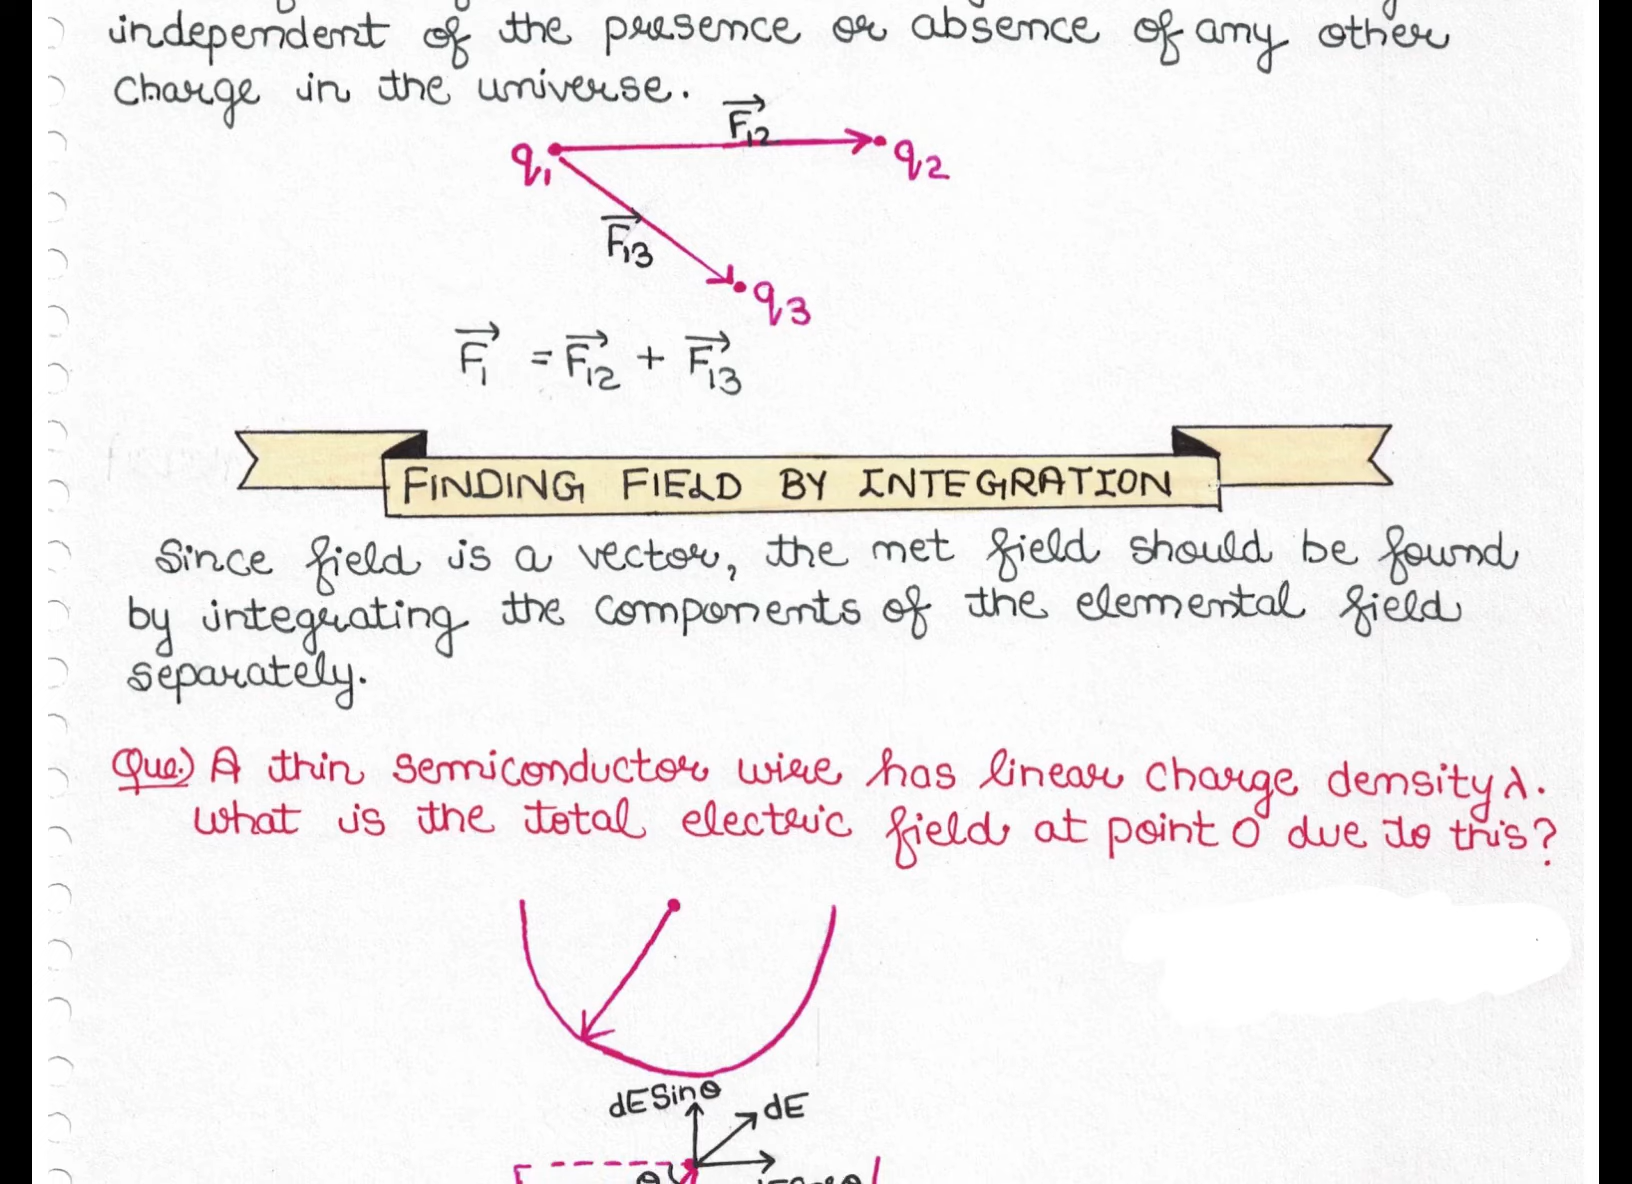 independent of the presence or absence of any other
charge in the universe.
F12
q1
q2
F13
q3
F1 = F12 + F13
FINDING FIELD BY INTEGRATION
Since field is a vector, the net field should be found
by integrating the components of the elemental field
separately.
Que.) A thin semiconductor wire has linear charge density λ.
What is the total electric field at point O due to this?
dE Sinθ
dE
θ